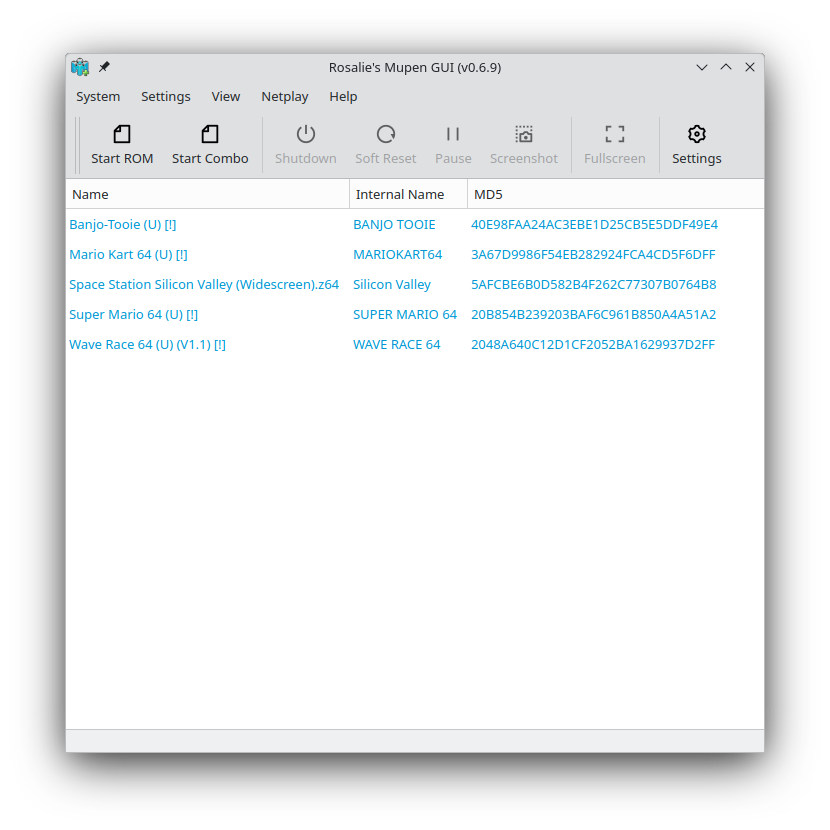 Rosalie's Mupen GUI (v0.6.9)
System Settings View Netplay Help
Start ROM Start Combo Shutdown Soft Reset Pause Screenshot Fullscreen Settings
Name Internal Name MD5
Banjo-Tooie (U) [!] BANJO TOOIE 40E98FAA24AC3EBE1D25CB5E5DDF49E4
Mario Kart 64 (U) [!] MARIOKART64 3A67D9986F54EB282924FCA4CD5F6DFF
Space Station Silicon Valley (Widescreen).z64 Silicon Valley 5AFCBE6B0D582B4F262C77307B0764B8
Super Mario 64 (U) [!] SUPER MARIO 64 20B854B239203BAF6C961B850A4A51A2
Wave Race 64 (U) (V1.1) [!] WAVE RACE 64 2048A640C12D1CF2052BA1629937D2FF